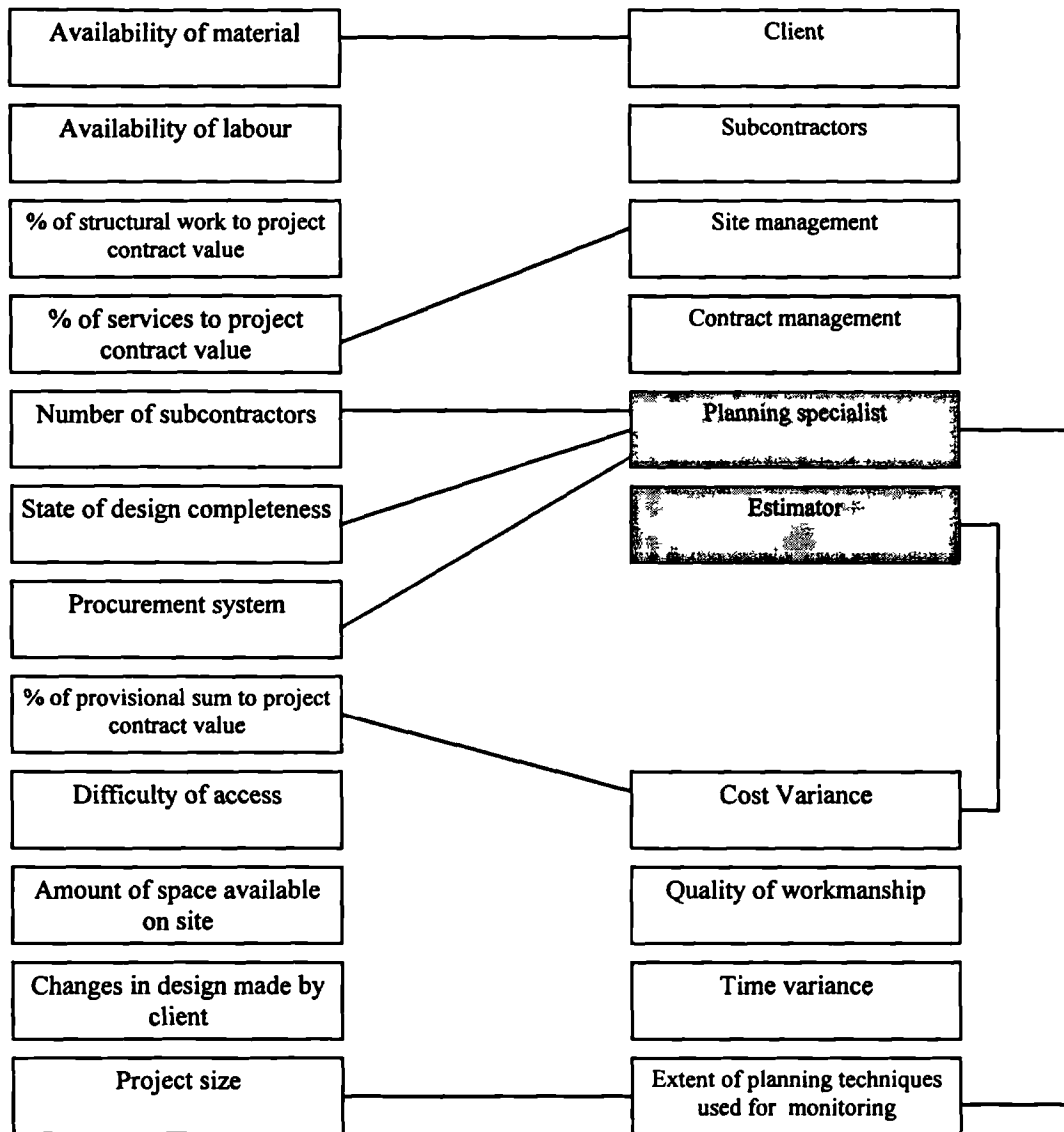 Availability of material
Client
Availability of labour
Subcontractors
% of structural work to project
contract value
Site management
% of services to project
contract value
Contract management
Number of subcontractors
Planning specialist
State of design completeness
Estimator
Procurement system
% of provisional sum to project
contract value
Difficulty of access
Cost Variance
Amount of space available
on site
Quality of workmanship
Changes in design made by
client
Time variance
Project size
Extent of planning techniques
used for monitoring